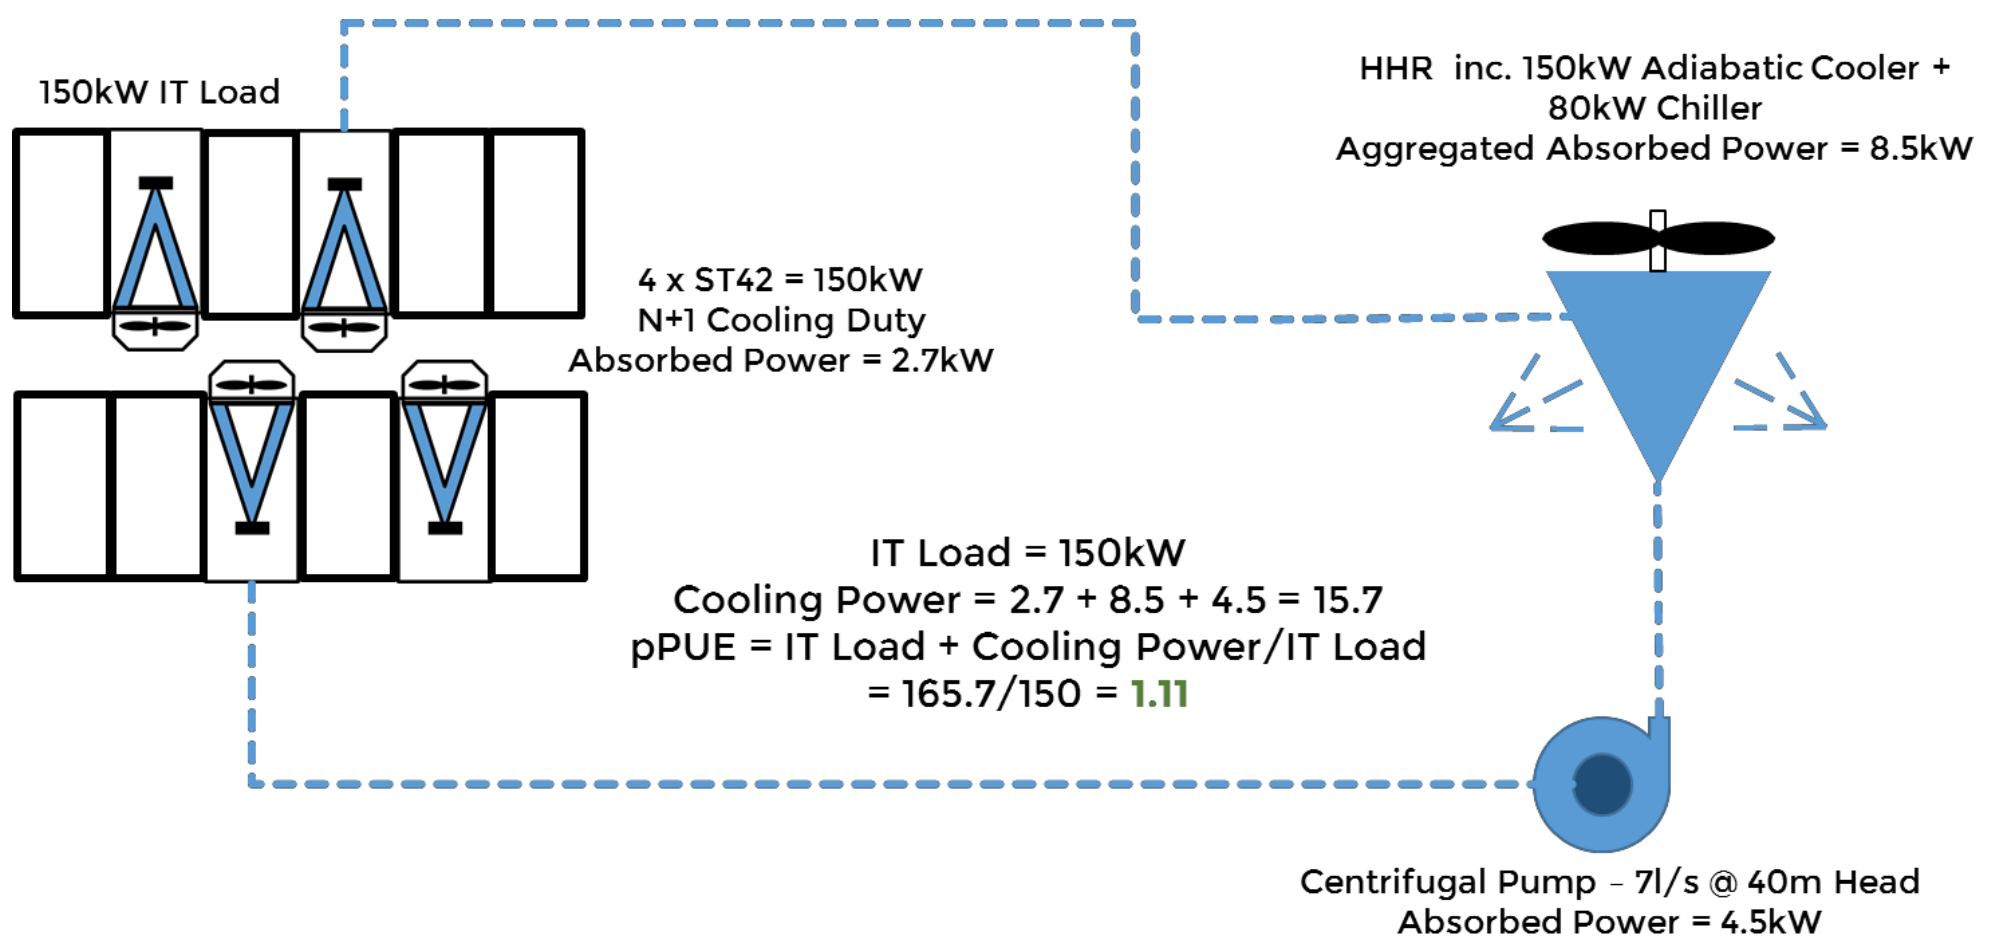 150kW IT Load
HHR inc. 150kW Adiabatic Cooler +
80kW Chiller
Aggregated Absorbed Power = 8.5kW
4 x ST42 = 150kW
N+1 Cooling Duty
Absorbed Power = 2.7kW
IT Load = 150kW
Cooling Power = 2.7 + 8.5 + 4.5 = 15.7
pPUE = IT Load + Cooling Power/IT Load
= 165.7/150 = 1.11
Centrifugal Pump – 7l/s @ 40m Head
Absorbed Power = 4.5kW